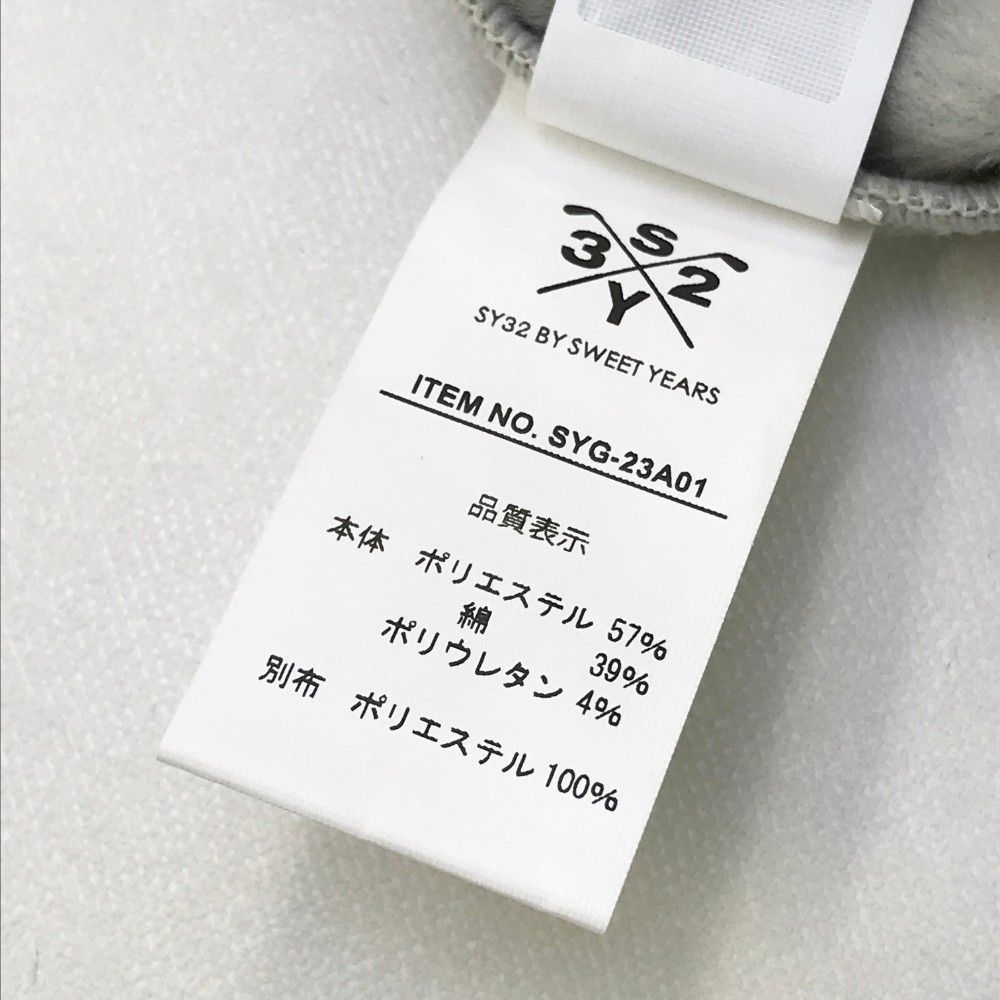 S
3 2
Y
SY32 BY SWEET YEARS
ITEM NO. SYG-23A01
品質表示
本体 ポリエステル 57%
綿 39%
ポリウレタン 4%
別布 ポリエステル 100%